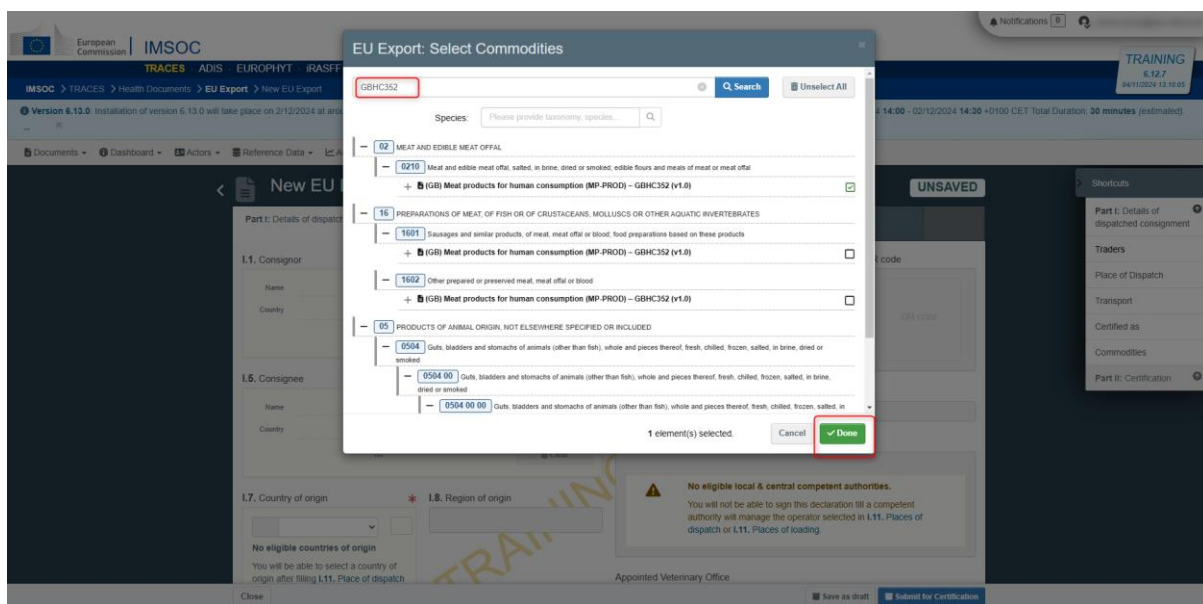 Notifications 0
European
Commission
IMSOC
TRACES ADIS EUROPHYT iRASFF
IMSOC > TRACES > Health Documents > EU Export > New EU Export
TRAINING
6.12.7
04/11/2024 13:10:05
Version 6.13.0: Installation of version 6.13.0 will take place on 2/12/2024 at
14:00 - 02/12/2024 14:30 +0100 CET Total Duration: 30 minutes (estimated).
...
Documents
Dashboard
Actors
Reference Data
New EU
UNSAVED
Part I: Details of dispatch
I.1. Consignor
Name
Country
code
QR code
I.5. Consignee
Name
Country
Clear
I.7. Country of origin *
I.8. Region of origin
No eligible countries of origin
You will be able to select a country of
origin after filling I.11. Place of dispatch
No eligible local & central competent authorities.
You will not be able to sign this declaration till a competent
authority will manage the operator selected in I.11. Places of
dispatch or I.11. Places of loading.
Appointed Veterinary Office
TRAINING
Close
Save as draft
Submit for Certification
Shortcuts
Part I: Details of
dispatched consignment
Traders
Place of Dispatch
Transport
Certified as
Commodities
Part II: Certification
EU Export: Select Commodities
GBHC352
Search
Unselect All
Species:
Please provide taxonomy, species...
02 MEAT AND EDIBLE MEAT OFFAL
0210 Meat and edible meat offal, salted, in brine, dried or smoked; edible flours and meals of meat or meat offal
(GB) Meat products for human consumption (MP-PROD) – GBHC352 (v1.0)
16 PREPARATIONS OF MEAT, OF FISH OR OF CRUSTACEANS, MOLLUSCS OR OTHER AQUATIC INVERTEBRATES
1601 Sausages and similar products, of meat, meat offal or blood; food preparations based on these products
(GB) Meat products for human consumption (MP-PROD) – GBHC352 (v1.0)
1602 Other prepared or preserved meat, meat offal or blood
(GB) Meat products for human consumption (MP-PROD) – GBHC352 (v1.0)
05 PRODUCTS OF ANIMAL ORIGIN, NOT ELSEWHERE SPECIFIED OR INCLUDED
0504 Guts, bladders and stomachs of animals (other than fish), whole and pieces thereof, fresh, chilled, frozen, salted, in brine, dried or
smoked
0504 00 Guts, bladders and stomachs of animals (other than fish), whole and pieces thereof, fresh, chilled, frozen, salted, in brine,
dried or smoked
0504 00 00 Guts, bladders and stomachs of animals (other than fish), whole and pieces thereof, fresh, chilled, frozen, salted, in
1 element(s) selected.
Cancel
Done